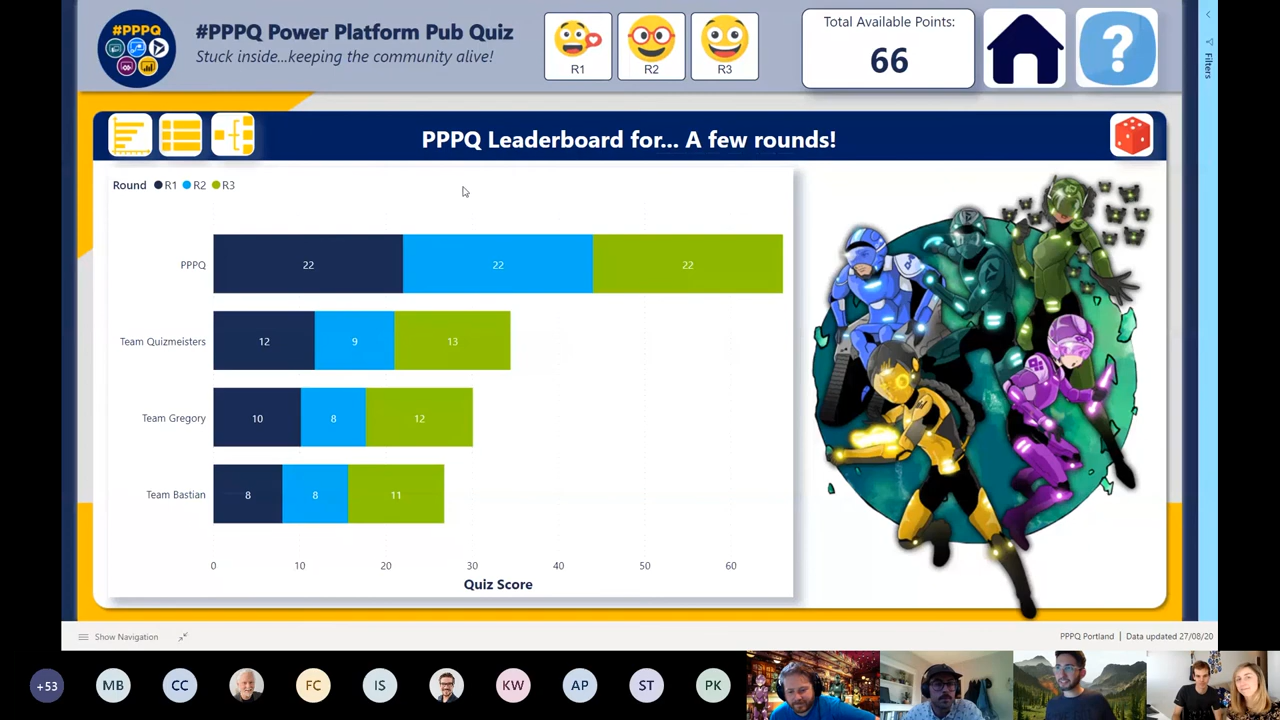 #PPPQ
#PPPQ Power Platform Pub Quiz
Stuck inside...keeping the community alive!
R1
R2
R3
Total Available Points:
66
?
Filters
PPPQ Leaderboard for... A few rounds!
Round R1 R2 R3
PPPQ 22 22 22
Team Quizmeisters 12 9 13
Team Gregory 10 8 12
Team Bastian 8 8 11
0 10 20 30 40 50 60
Quiz Score
Show Navigation
PPPQ Portland | Data updated 27/08/20
+53 MB CC FC IS KW AP ST PK